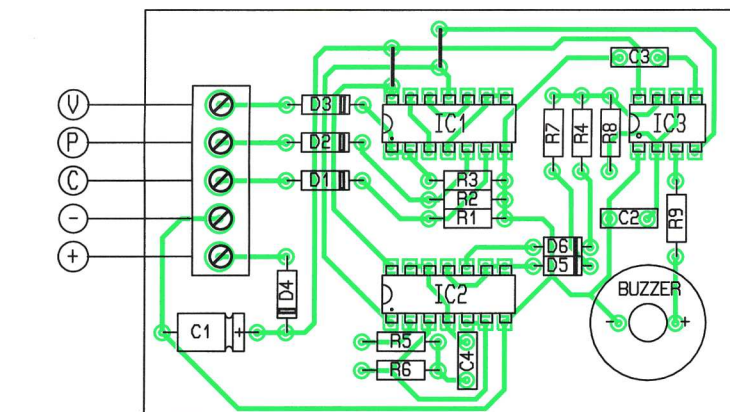 V
P
C
-
+
D3
D2
D1
D4
C1
+
IC1
R3
R2
R1
IC2
R5
R6
C4
D6
D5
R7
R4
R8
C3
IC3
C2
R9
BUZZER
- +